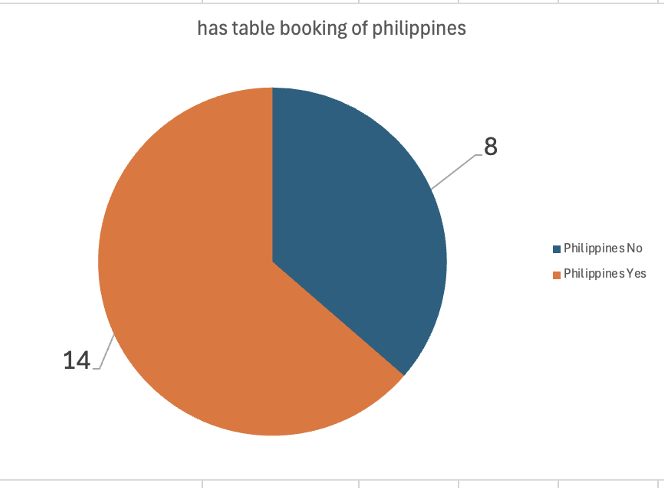 has table booking of philippines
8
Philippines No
Philippines Yes
14